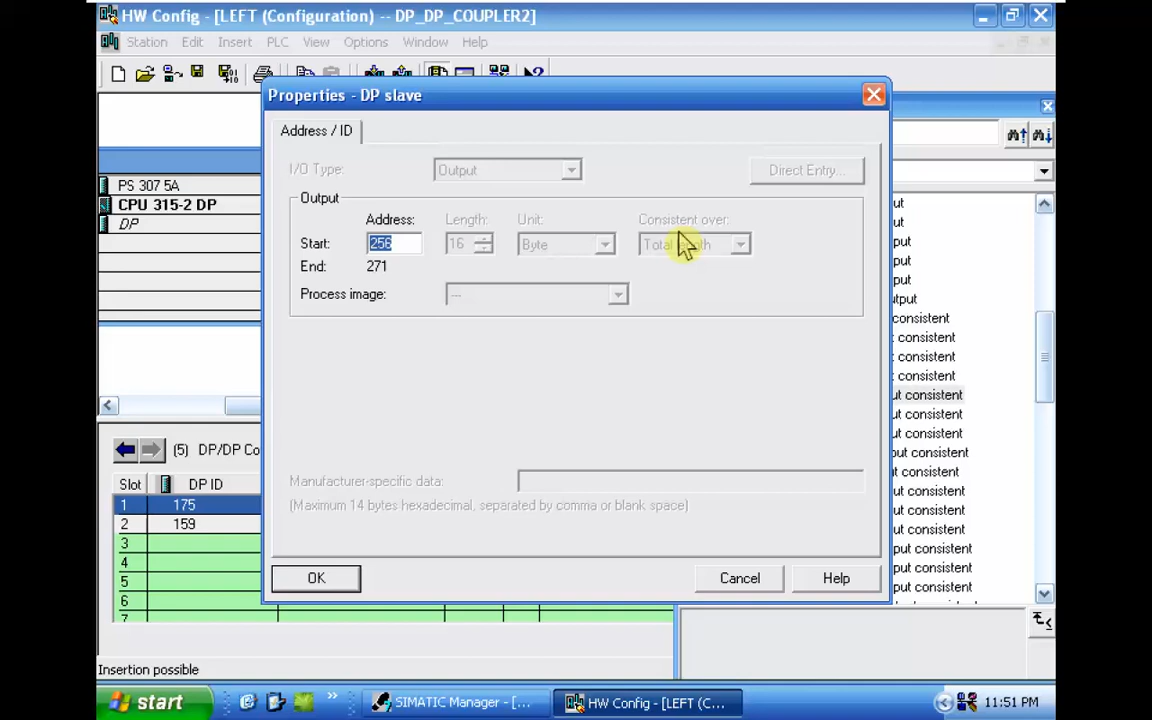 HW Config - [LEFT (Configuration) -- DP_DP_COUPLER2]
Station Edit Insert PLC View Options Window Help
Properties - DP slave
Address / ID
I/O Type: Output Direct Entry...
Output
Address: Length: Unit: Consistent over:
Start: 256 16 Byte Total length
End: 271
Process image: ---
Manufacturer-specific data:
(Maximum 14 bytes hexadecimal, separated by comma or blank space)
OK Cancel Help
PS 307 5A
CPU 315-2 DP
DP
(5) DP/DP Co
Slot DP ID
1 175
2 159
3
4
5
6
7
ut
ut
put
put
put
utput
consistent
t consistent
t consistent
t consistent
ut consistent
ut consistent
ut consistent
put consistent
ut consistent
ut consistent
ut consistent
ut consistent
put consistent
put consistent
put consistent
Insertion possible
start » SIMATIC Manager - [... HW Config - [LEFT (C... 11:51 PM